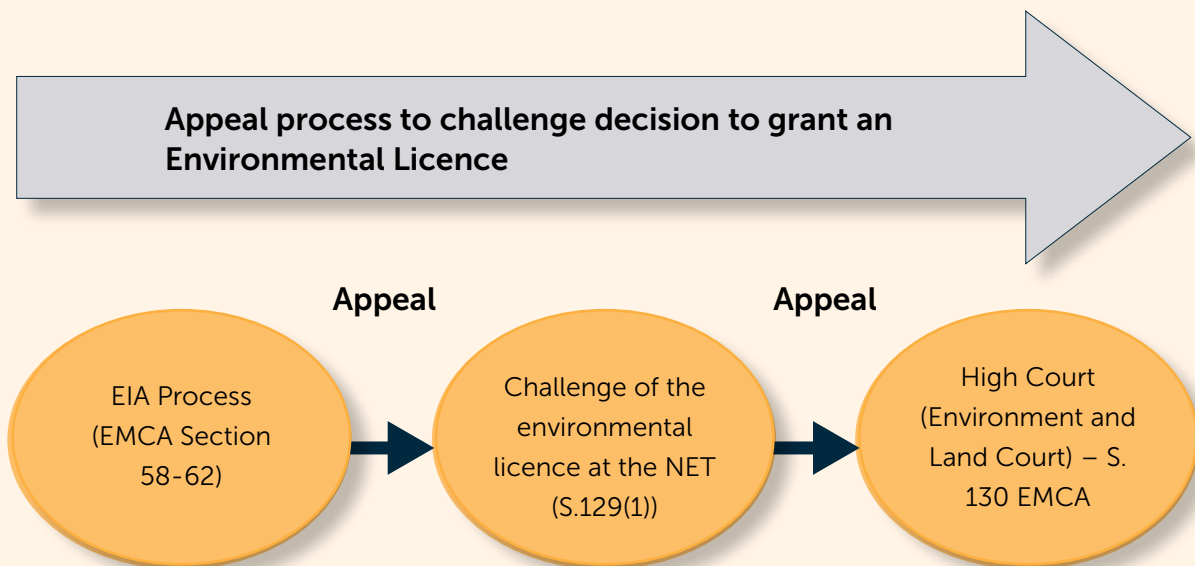 Appeal process to challenge decision to grant an
Environmental Licence
Appeal
Appeal
EIA Process
(EMCA Section
58-62)
Challenge of the
environmental
licence at the NET
(S.129(1))
High Court
(Environment and
Land Court) – S.
130 EMCA